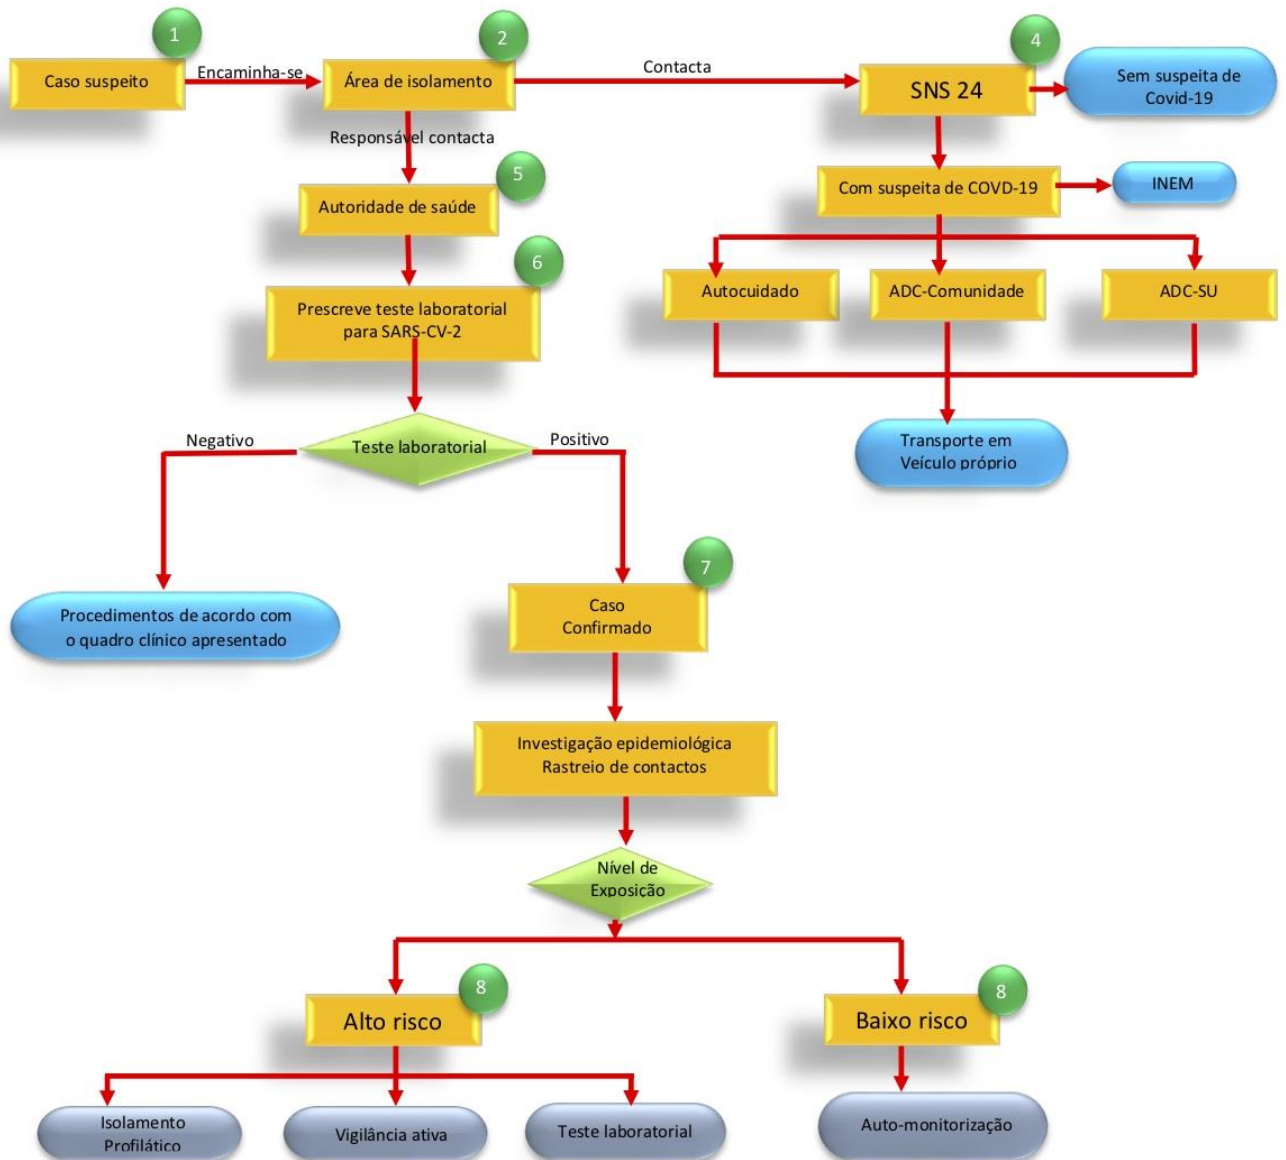 1
2
4
Caso suspeito
Encaminha-se
Área de isolamento
Contacta
SNS 24
Sem suspeita de
Covid-19
Responsável contacta
5
Autoridade de saúde
Com suspeita de COVD-19
INEM
6
Prescreve teste laboratorial
para SARS-CV-2
Autocuidado
ADC-Comunidade
ADC-SU
Negativo
Teste laboratorial
Positivo
Transporte em
Veículo próprio
7
Procedimentos de acordo com
o quadro clínico apresentado
Caso
Confirmado
Investigação epidemiológica
Rastreio de contactos
Nível de
Exposição
8
8
Alto risco
Baixo risco
Isolamento
Profilático
Vigilância ativa
Teste laboratorial
Auto-monitorização